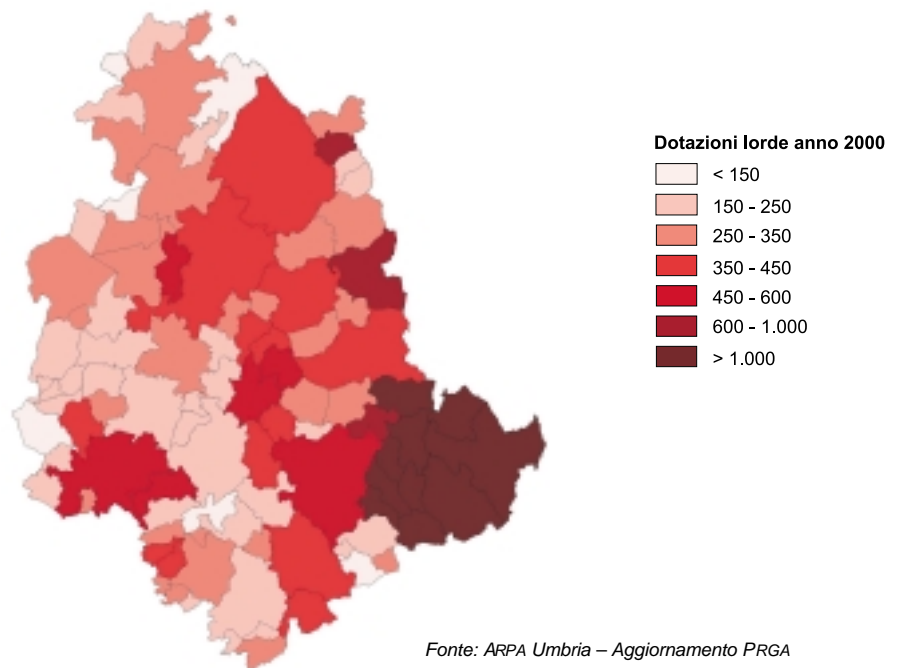 Dotazioni lorde anno 2000
< 150
150 - 250
250 - 350
350 - 450
450 - 600
600 - 1.000
> 1.000
Fonte: ARPA Umbria – Aggiornamento PRGA